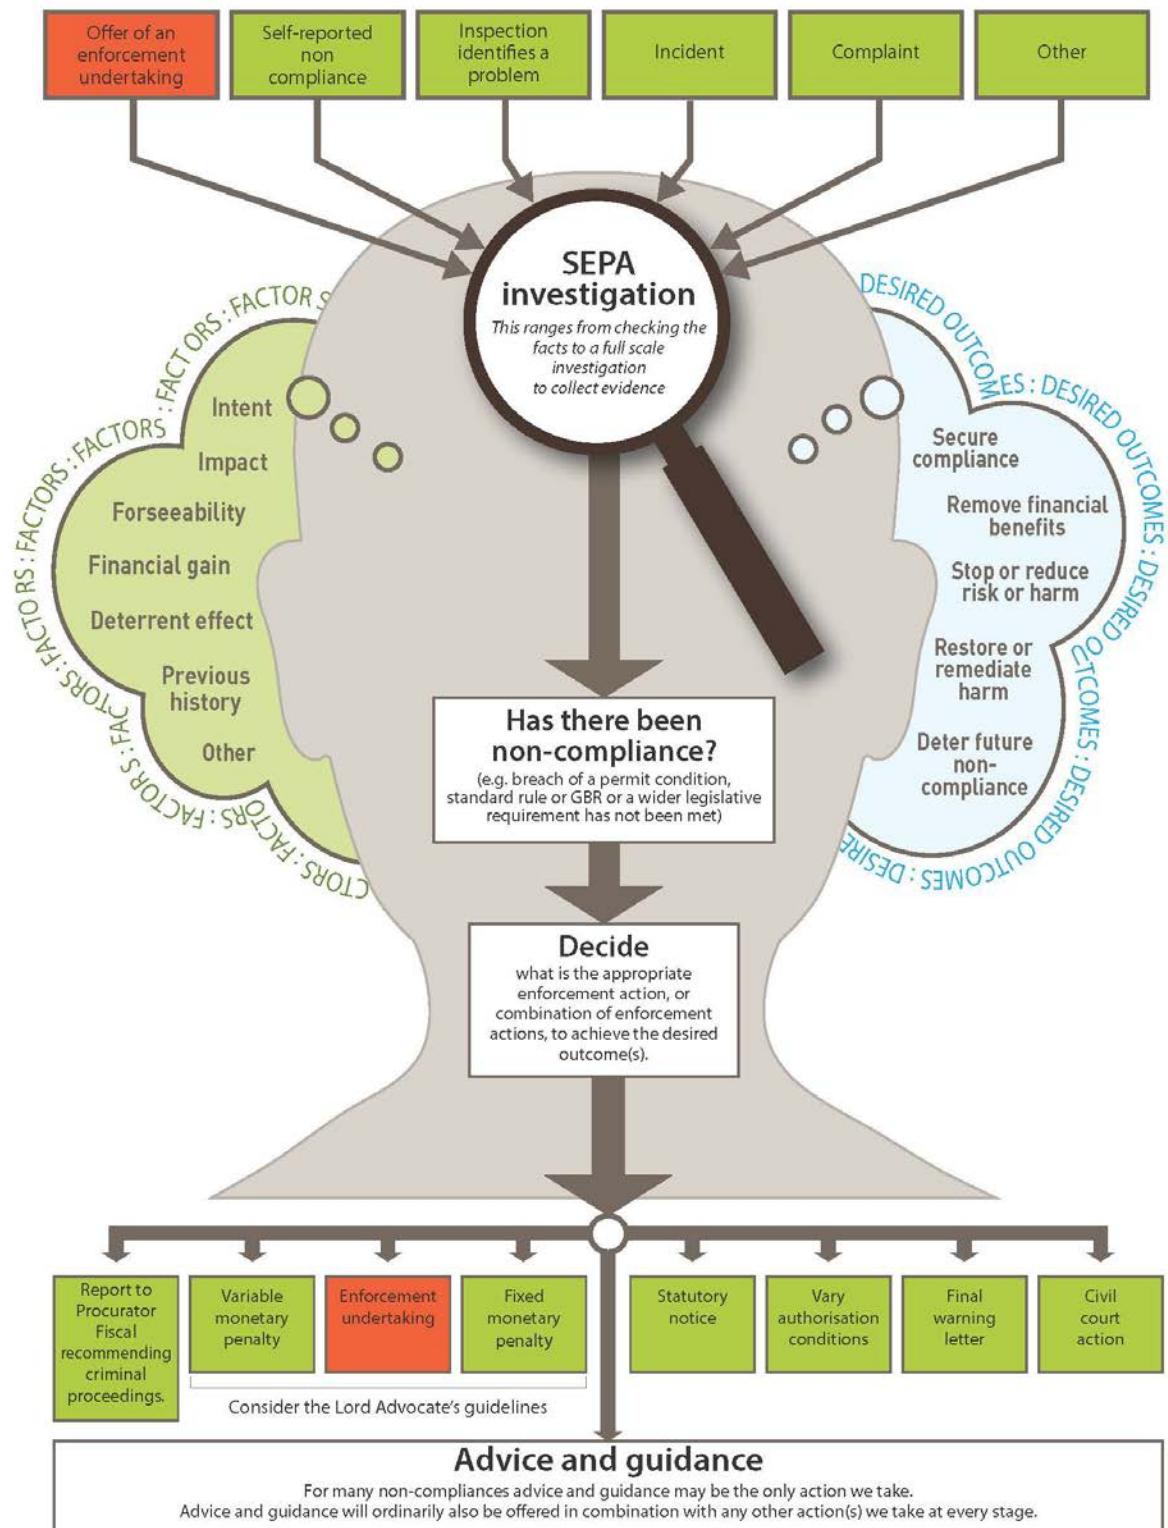 Offer of an
enforcement
undertaking
Self-reported
non
compliance
Inspection
identifies a
problem
Incident
Complaint
Other
SEPA
investigation
This ranges from checking the
facts to a full scale
investigation
to collect evidence
FACTORS : FACTORS : FACTORS : FACTORS : FACTORS : FACTORS : FACT ORS : FACTOR S
Intent
Impact
Forseeability
Financial gain
Deterrent effect
Previous
history
Other
DESIRED OUTCOMES : DESIRED OUTCOMES : DESIRED OUTCOMES : DESIRED OUTCOMES : DESIRE
Secure
compliance
Remove financial
benefits
Stop or reduce
risk or harm
Restore or
remediate
harm
Deter future
non-
compliance
Has there been
non-compliance?
(e.g. breach of a permit condition,
standard rule or GBR or a wider legislative
requirement has not been met)
Decide
what is the appropriate
enforcement action, or
combination of enforcement
actions, to achieve the desired
outcome(s).
Report to
Procurator
Fiscal
recommending
criminal
proceedings.
Variable
monetary
penalty
Enforcement
undertaking
Fixed
monetary
penalty
Statutory
notice
Vary
authorisation
conditions
Final
warning
letter
Civil
court
action
Consider the Lord Advocate's guidelines
Advice and guidance
For many non-compliances advice and guidance may be the only action we take.
Advice and guidance will ordinarily also be offered in combination with any other action(s) we take at every stage.